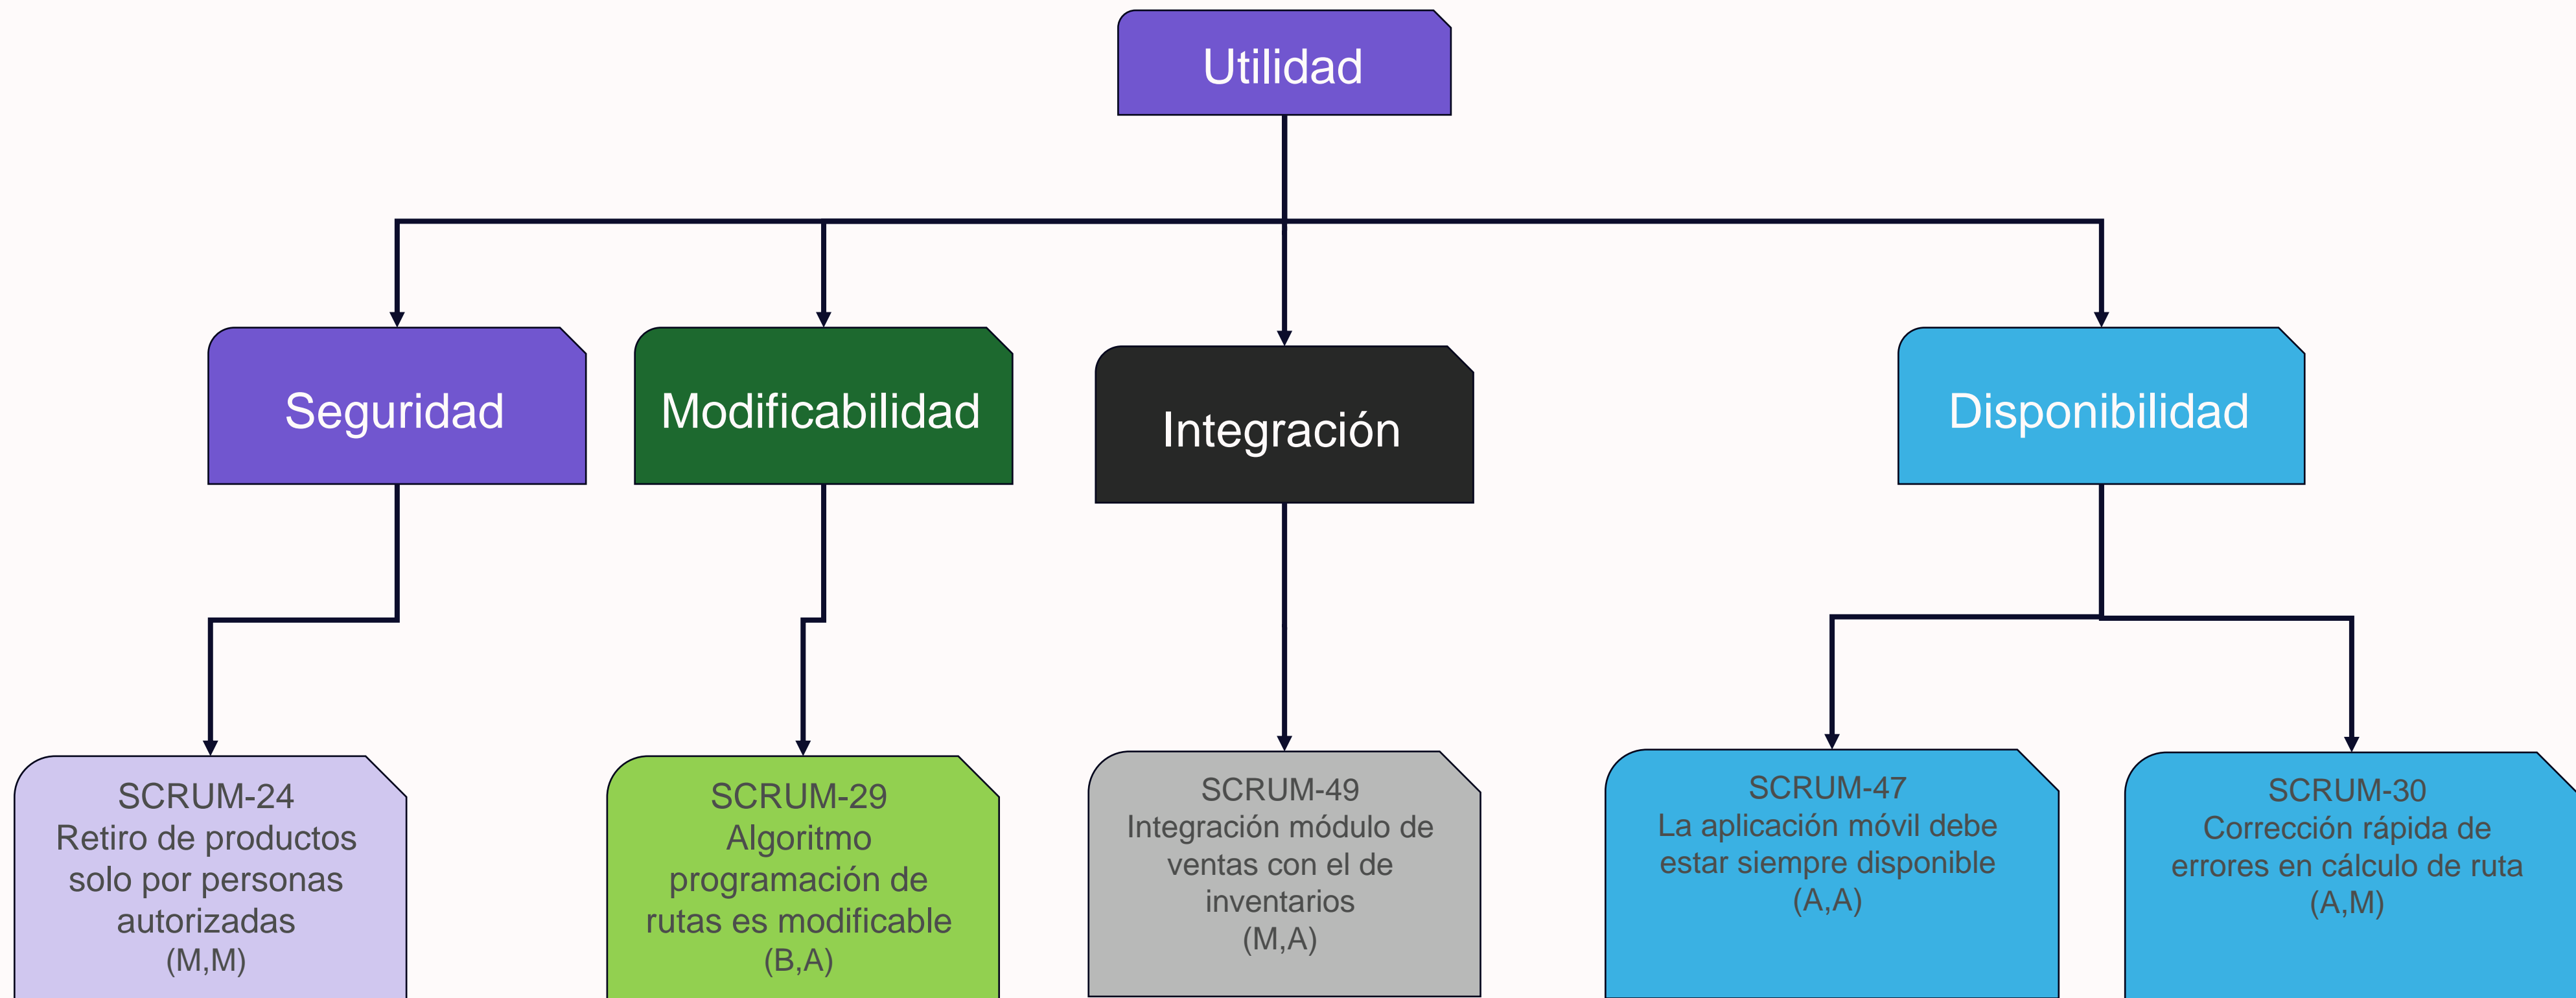 Utilidad
Seguridad
Modificabilidad
Integración
Disponibilidad
SCRUM-24
Retiro de productos
solo por personas
autorizadas
(M,M)
SCRUM-29
Algoritmo
programación de
rutas es modificable
(B,A)
SCRUM-49
Integración módulo de
ventas con el de
inventarios
(M,A)
SCRUM-47
La aplicación móvil debe
estar siempre disponible
(A,A)
SCRUM-30
Corrección rápida de
errores en cálculo de ruta
(A,M)